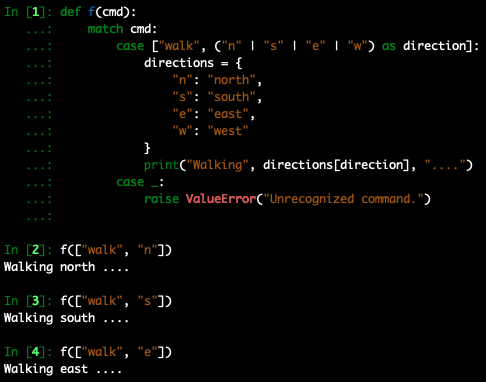 In [1]: def f(cmd):
   ...:     match cmd:
   ...:         case ["walk", ("n" | "s" | "e" | "w") as direction]:
   ...:             directions = {
   ...:                 "n": "north",
   ...:                 "s": "south",
   ...:                 "e": "east",
   ...:                 "w": "west"
   ...:             }
   ...:             print("Walking", directions[direction], "....")
   ...:         case _:
   ...:             raise ValueError("Unrecognized command.")
   ...:
In [2]: f(["walk", "n"])
Walking north ....
In [3]: f(["walk", "s"])
Walking south ....
In [4]: f(["walk", "e"])
Walking east ....